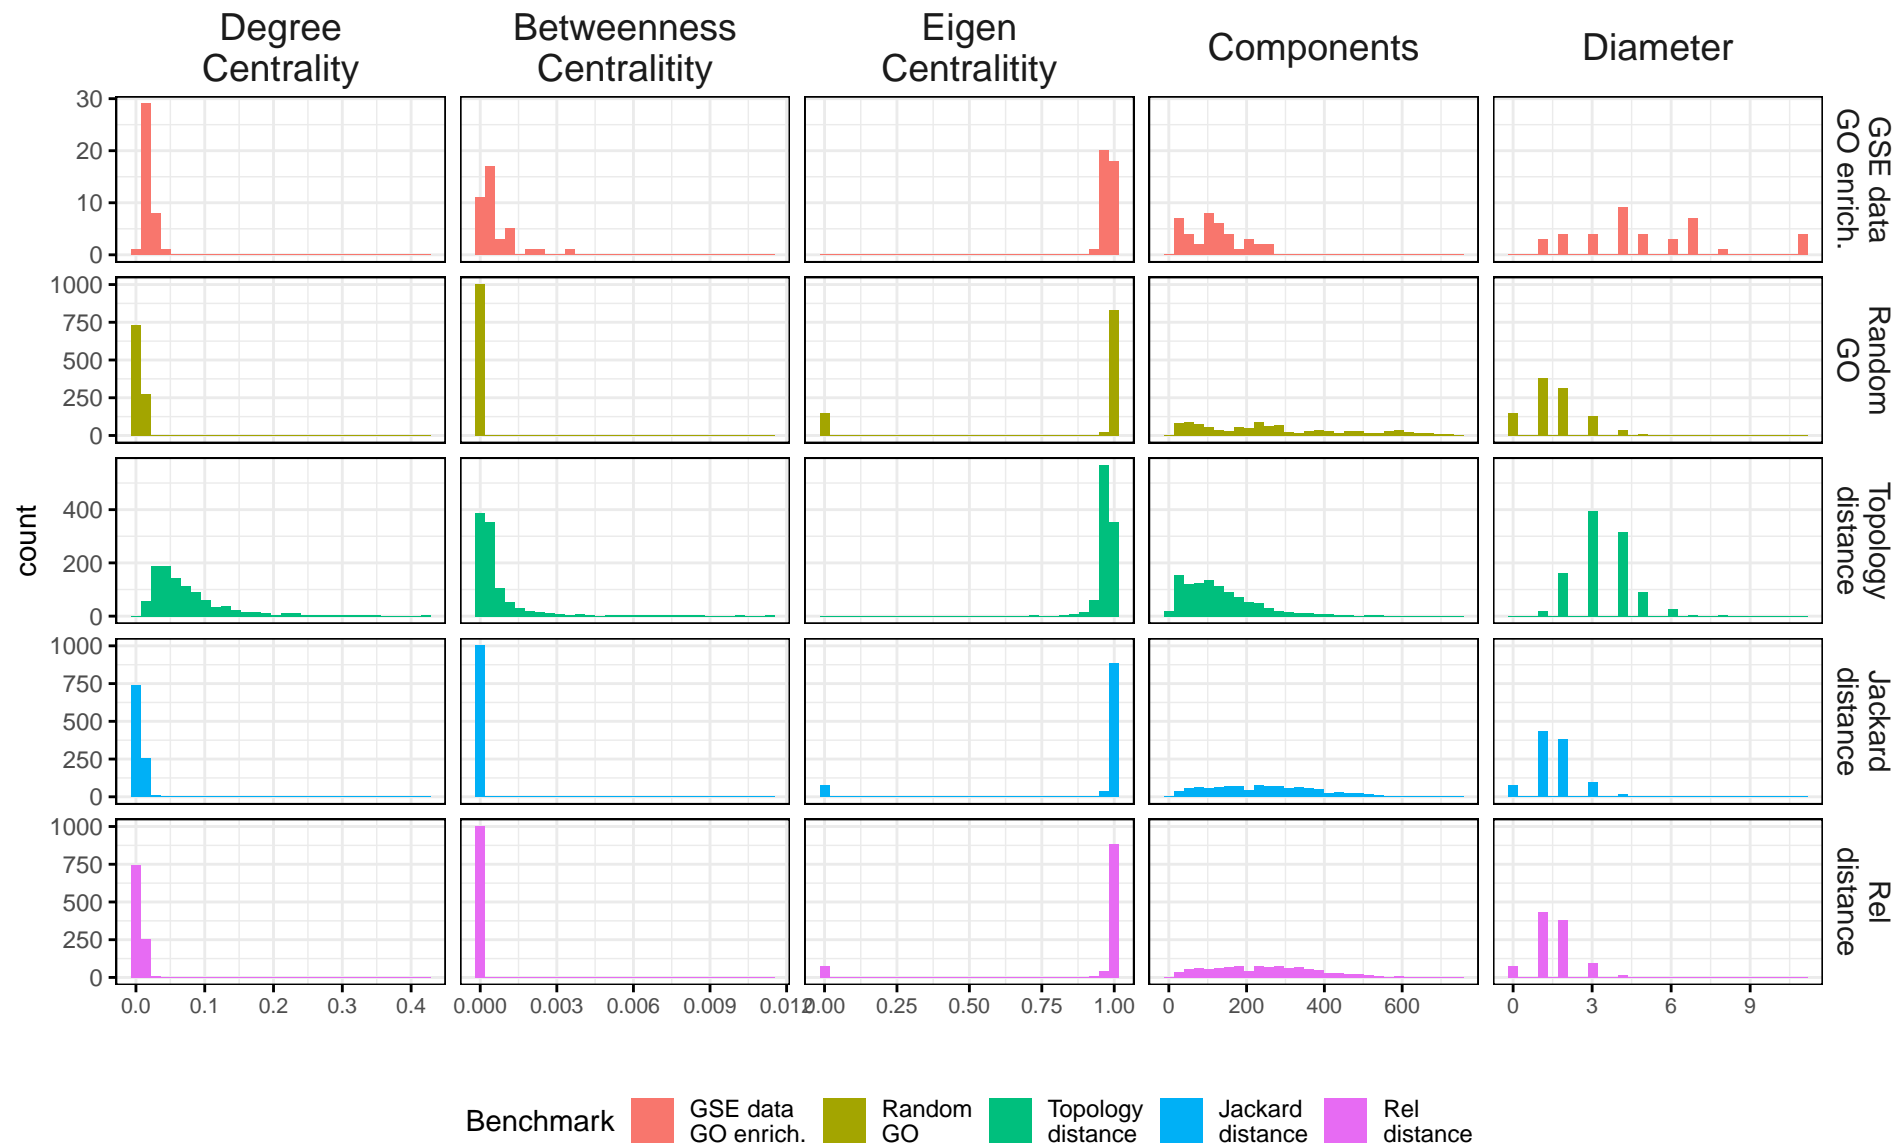 Degree
Centrality
Betweenness
Centralitity
Eigen
Centralitity
Components
Diameter
30
20
10
0
GSE data
GO enrich.
1000
750
500
250
0
Random
GO
400
200
0
Topology
distance
count
1000
750
500
250
0
Jackard
distance
1000
750
500
250
0
Rel
distance
0.0 0.1 0.2 0.3 0.4
0.000 0.003 0.006 0.009 0.012
0.00 0.25 0.50 0.75 1.00
0 200 400 600
0 3 6 9
Benchmark
GSE data
GO enrich.
Random
GO
Topology
distance
Jackard
distance
Rel
distance